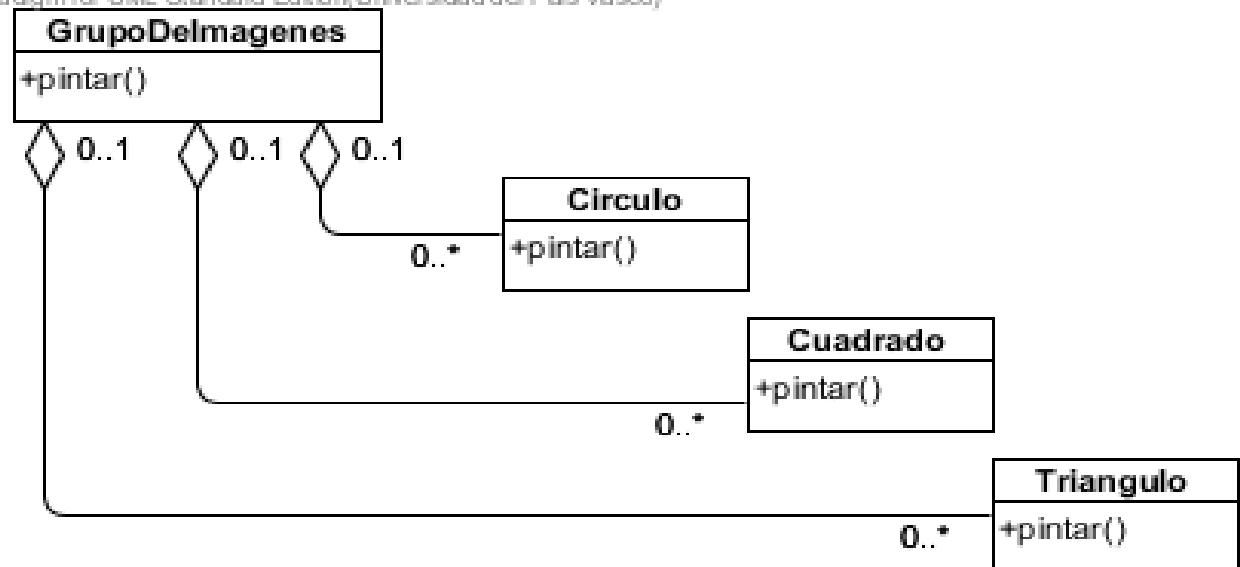 GrupoDeImagenes
+pintar()
0..1
0..1
0..1
Circulo
+pintar()
0..*
Cuadrado
+pintar()
0..*
Triangulo
+pintar()
0..*